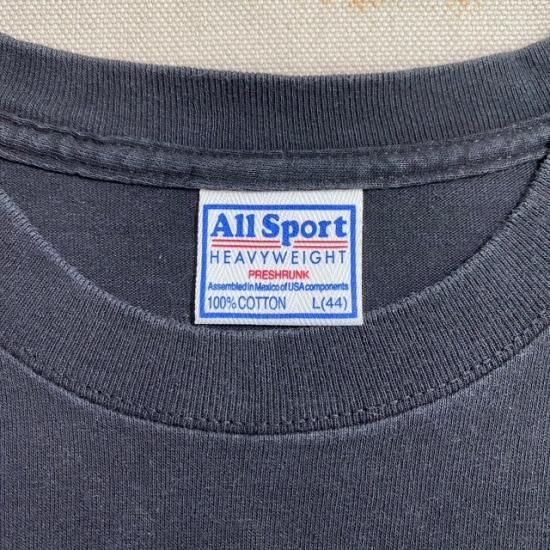 All Sport
HEAVYWEIGHT
PRESHRUNK
Assembled in Mexico of USA components
100% COTTON L(44)